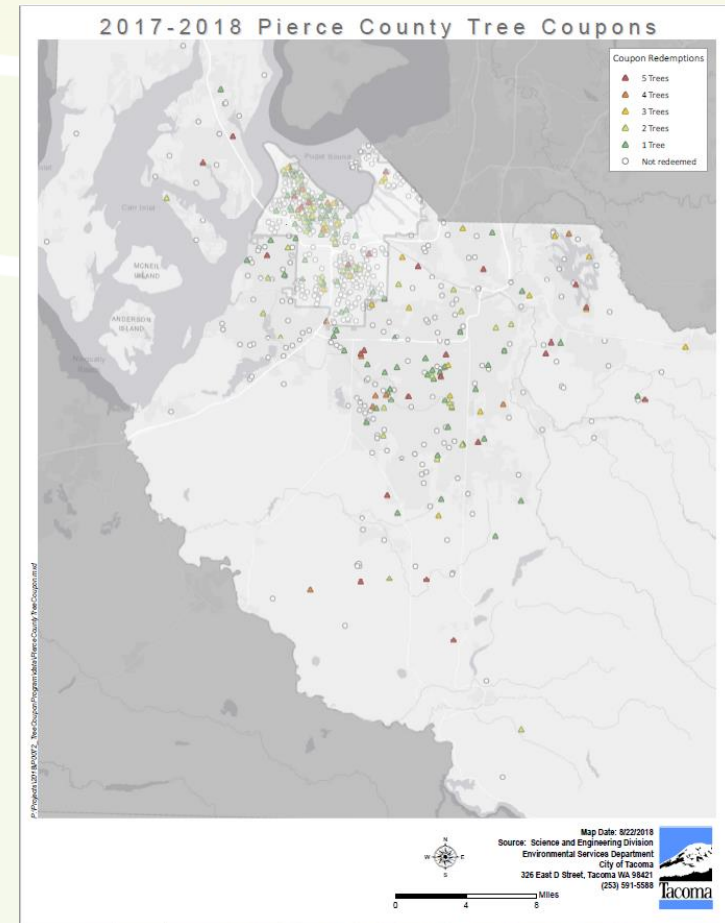 2017-2018 Pierce County Tree Coupons
Coupon Redemptions
5 Trees
4 Trees
3 Trees
2 Trees
1 Tree
Not redeemed
Puget Sound
Carr Inlet
MCNEIL
ISLAND
ANDERSON
ISLAND
N
W
E
S
Miles
0
4
8
Map Date: 8/22/2018
Source: Science and Engineering Division
Environmental Services Department
City of Tacoma
326 East D Street, Tacoma WA 98421
(253) 591-5588
Tacoma